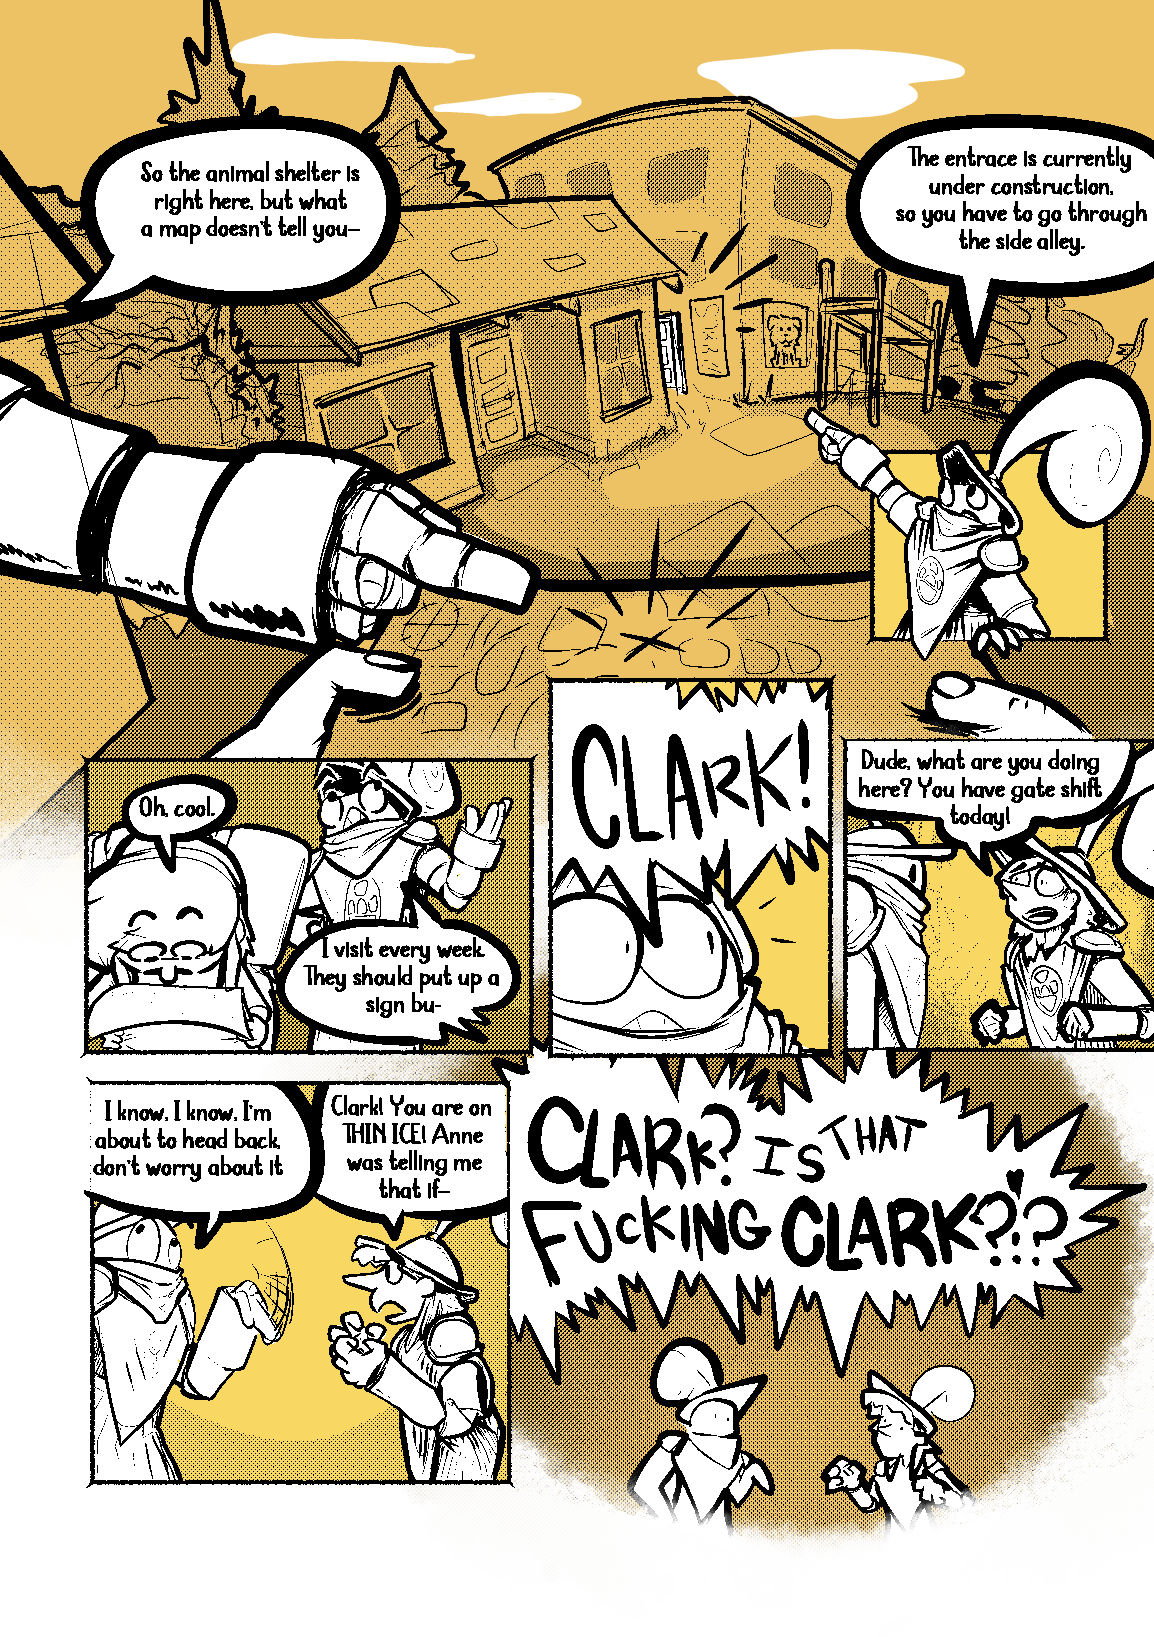 So the animal shelter is
right here, but what
a map doesn't tell you—
The entrace is currently
under construction,
so you have to go through
the side alley.
Oh, cool.
I visit every week.
They should put up a
sign bu-
CLARK!
Dude, what are you doing
here? You have gate shift
today!
I know, I know, I'm
about to head back,
don't worry about it
Clark! You are on
THIN ICE! Anne
was telling me
that if—
CLARK? IS THAT
FUCKING CLARK?!?